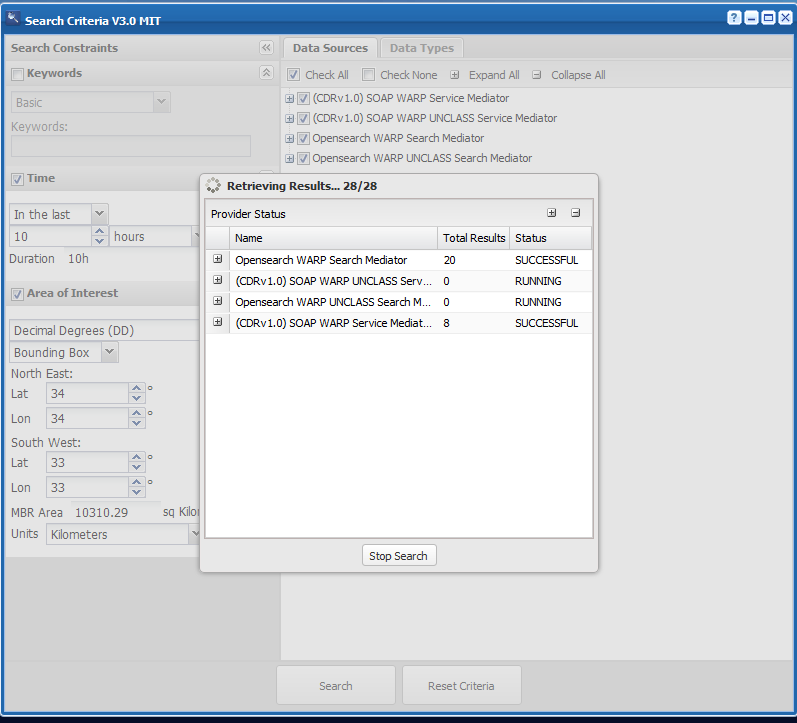 Search Criteria V3.0 MIT
Search Constraints
Keywords
Basic
Keywords:
Time
In the last
10 hours
Duration 10h
Area of Interest
Decimal Degrees (DD)
Bounding Box
North East:
Lat 34 °
Lon 34 °
South West:
Lat 33 °
Lon 33 °
MBR Area 10310.29 sq Kilo
Units Kilometers
Data Sources Data Types
Check All Check None Expand All Collapse All
(CDRv1.0) SOAP WARP Service Mediator
(CDRv1.0) SOAP WARP UNCLASS Service Mediator
Opensearch WARP Search Mediator
Opensearch WARP UNCLASS Search Mediator
Retrieving Results... 28/28
Provider Status
Name Total Results Status
Opensearch WARP Search Mediator 20 SUCCESSFUL
(CDRv1.0) SOAP WARP UNCLASS Serv... 0 RUNNING
Opensearch WARP UNCLASS Search M... 0 RUNNING
(CDRv1.0) SOAP WARP Service Mediat... 8 SUCCESSFUL
Stop Search
Search Reset Criteria